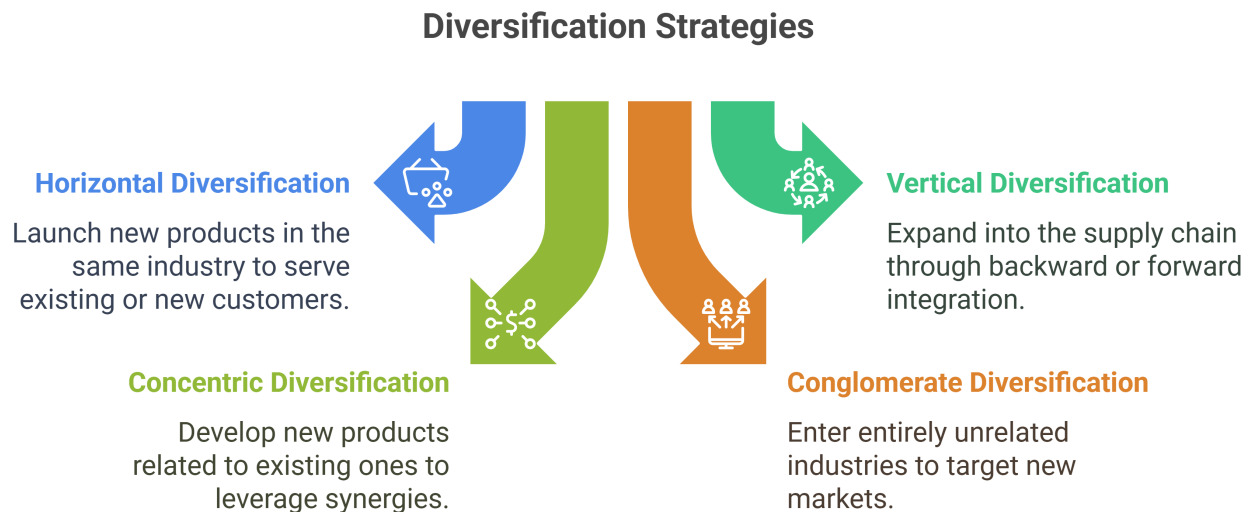 Diversification Strategies
Horizontal Diversification
Launch new products in the
same industry to serve
existing or new customers.
Vertical Diversification
Expand into the supply chain
through backward or forward
integration.
Concentric Diversification
Develop new products
related to existing ones to
leverage synergies.
Conglomerate Diversification
Enter entirely unrelated
industries to target new
markets.
$